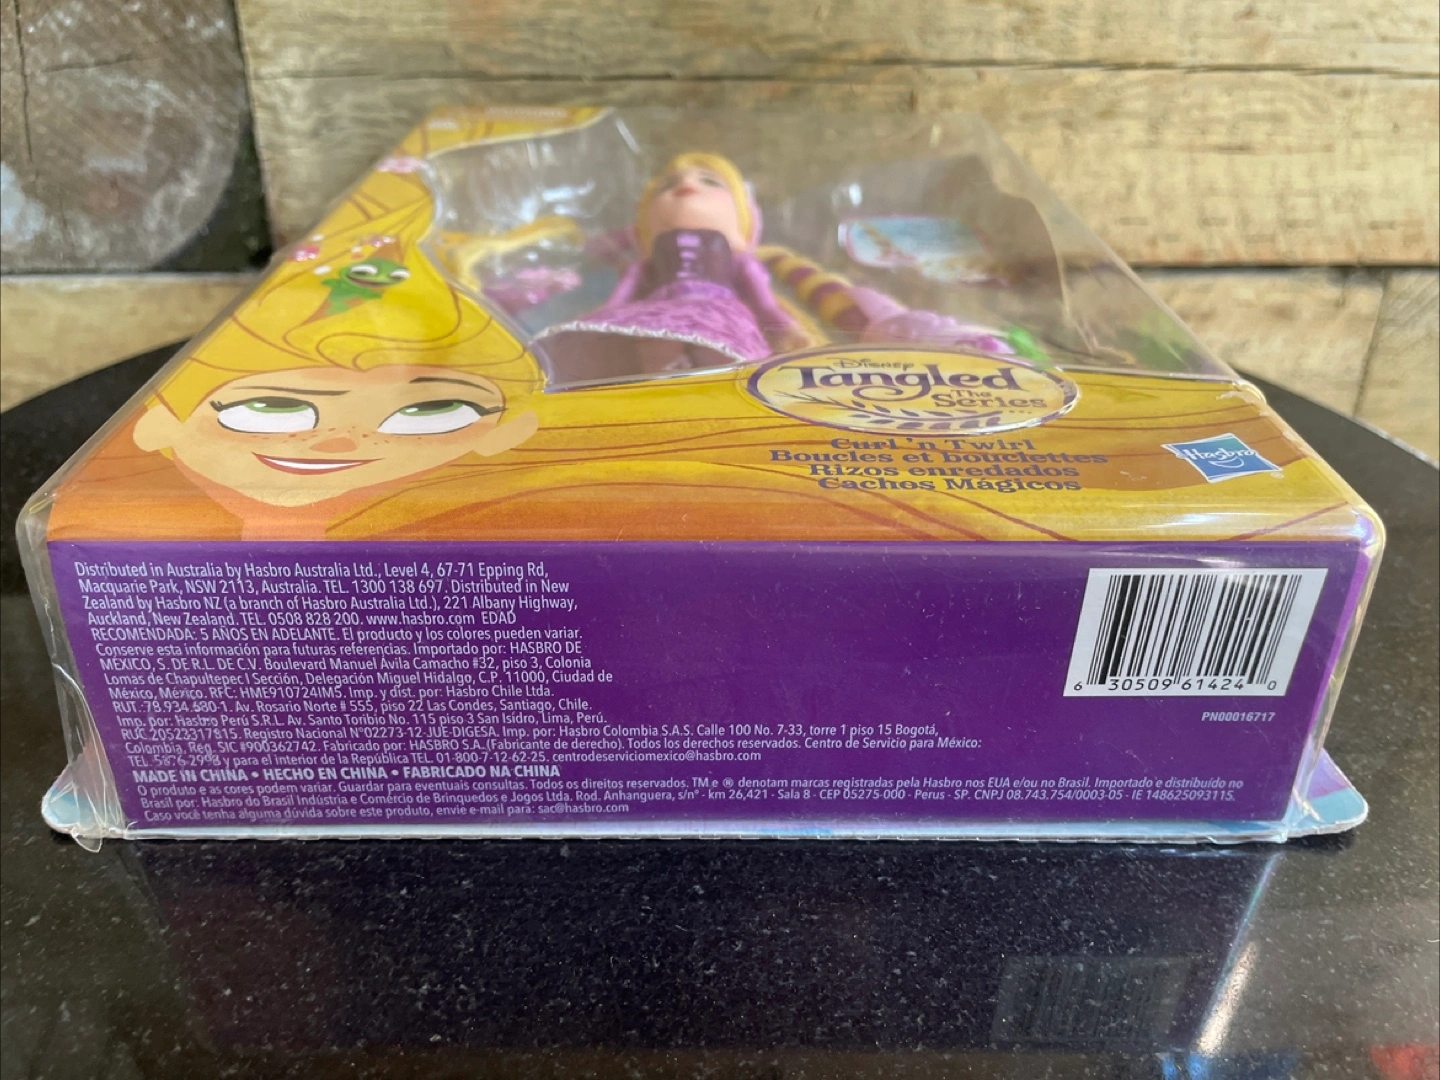 Disney
Tangled
The
Series
Curl 'n Twirl
Boucles et bouclettes
Rizos enredados
Cachos Mágicos
Hasbro
Distributed in Australia by Hasbro Australia Ltd., Level 4, 67-71 Epping Rd,
Macquarie Park, NSW 2113, Australia. TEL. 1300 138 697. Distributed in New
Zealand by Hasbro NZ (a branch of Hasbro Australia Ltd.), 221 Albany Highway,
Auckland, New Zealand. TEL. 0508 828 200. www.hasbro.com EDAD
RECOMENDADA: 5 AÑOS EN ADELANTE. El producto y los colores pueden variar.
Conserve esta información para futuras referencias. Importado por: HASBRO DE
MÉXICO, S. DE R.L. DE C.V. Boulevard Manuel Ávila Camacho #32, piso 3, Colonia
Lomas de Chapultepec I Sección, Delegación Miguel Hidalgo, C.P. 11000, Ciudad de
México, México. RFC: HME910724IM5. Imp. y dist. por: Hasbro Chile Ltda.
RUT.:78.934.680-1. Av. Rosario Norte # 555, piso 22 Las Condes, Santiago, Chile.
Imp. por: Hasbro Perú S.R.L. Av. Santo Toribio No. 115 piso 3 San Isidro, Lima, Perú.
RUC. 20523317815. Registro Nacional N°02273-12-JUE-DIGESA. Imp. por: Hasbro Colombia S.A.S. Calle 100 No. 7-33, torre 1 piso 15 Bogotá,
Colombia, Reg. SIC #900362742. Fabricado por: HASBRO S.A. (Fabricante de derecho). Todos los derechos reservados. Centro de Servicio para México:
TEL. 5876-2998 y para el interior de la República TEL. 01-800-7-12-62-25. centrodeserviciomexico@hasbro.com
MADE IN CHINA • HECHO EN CHINA • FABRICADO NA CHINA
O produto e as cores podem variar. Guardar para eventuais consultas. Todos os direitos reservados. TM e ® denotam marcas registradas pela Hasbro nos EUA e/ou no Brasil. Importado e distribuído no
Brasil por: Hasbro do Brasil Indústria e Comércio de Brinquedos e Jogos Ltda. Rod. Anhanguera, s/nº - km 26,421 - Sala 8 - CEP 05275-000 - Perus - SP. CNPJ 08.743.754/0003-05 - IE 148625093115.
Caso você tenha alguma dúvida sobre este produto, envie e-mail para: sac@hasbro.com
6 30509 61424 0
PN00016717